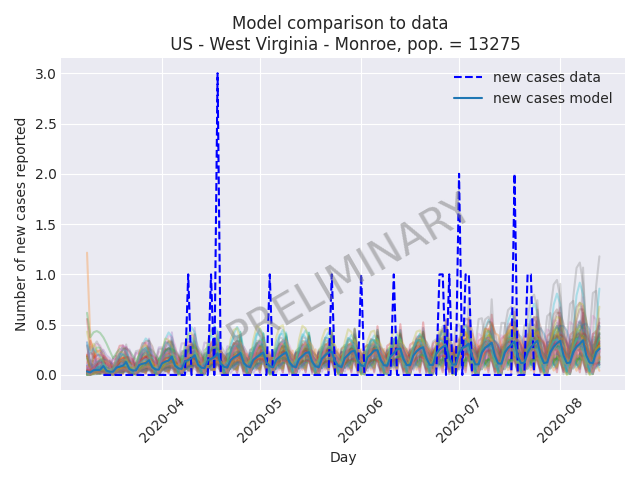 Model comparison to data
US - West Virginia - Monroe, pop. = 13275
new cases data
new cases model
PRELIMINARY
Number of new cases reported
3.0
2.5
2.0
1.5
1.0
0.5
0.0
2020-04
2020-05
2020-06
2020-07
2020-08
Day